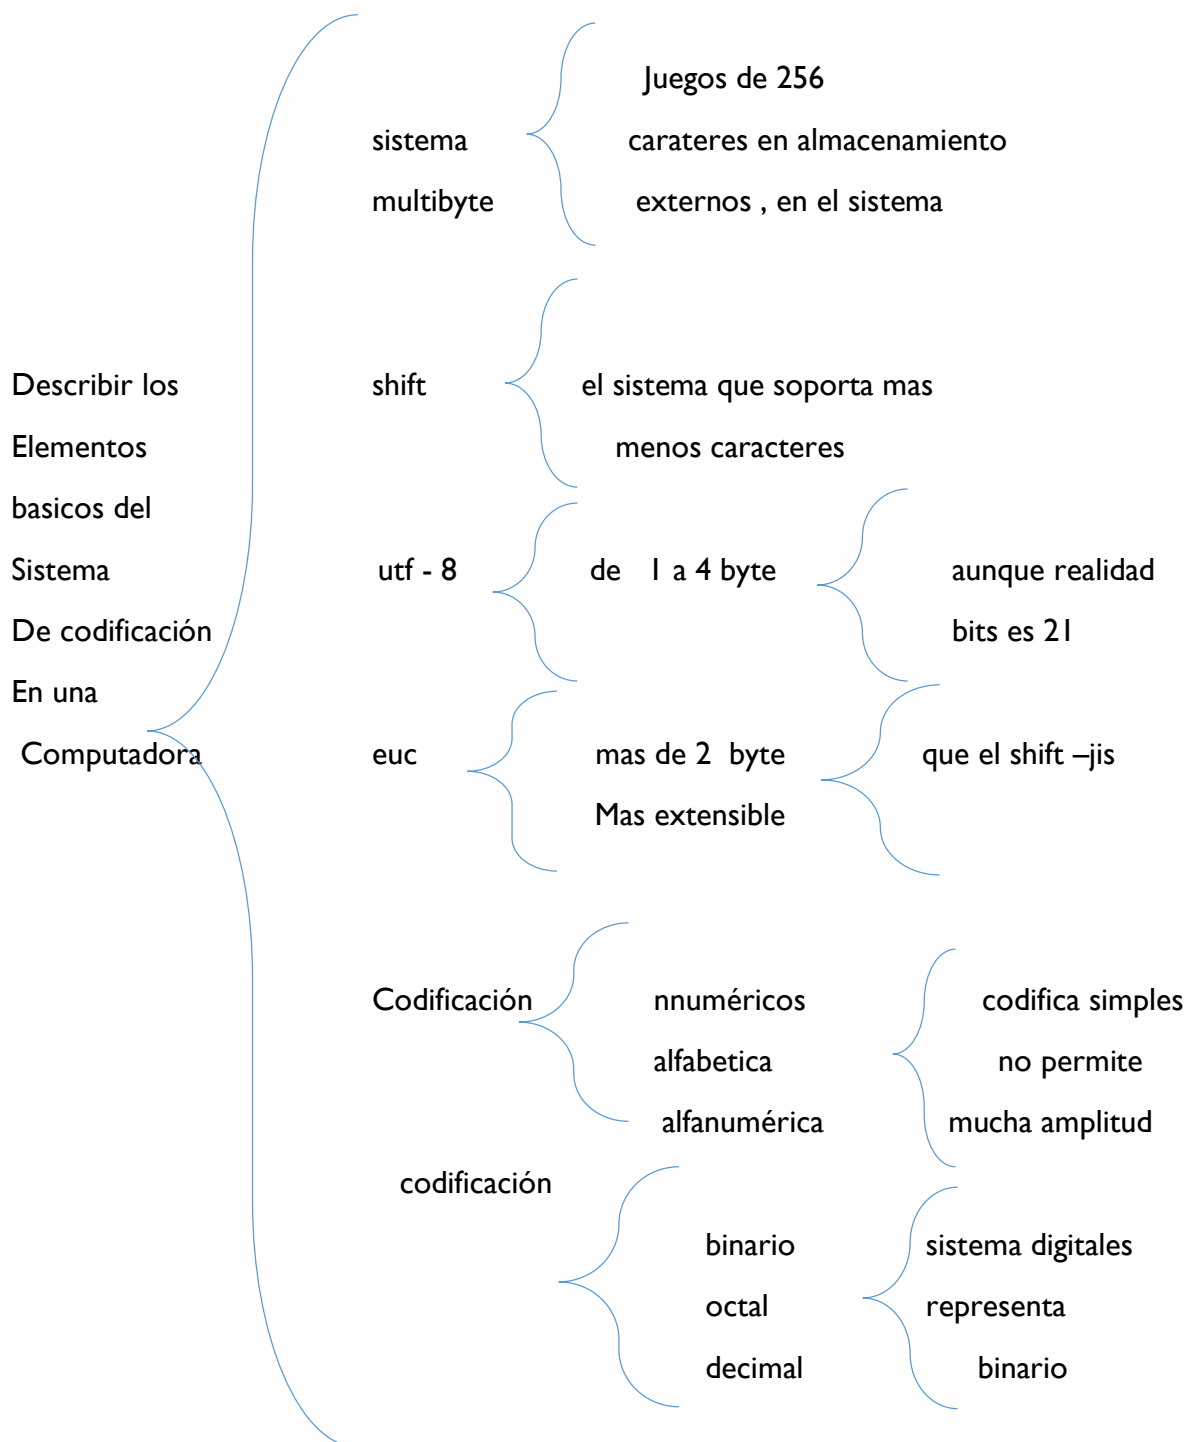 Describir los
Elementos
basicos del
Sistema
De codificación
En una
Computadora
sistema
multibyte
Juegos de 256
carateres en almacenamiento
externos , en el sistema
shift
el sistema que soporta mas
menos caracteres
utf - 8
de 1 a 4 byte
aunque realidad
bits es 21
euc
mas de 2 byte
Mas extensible
que el shift –jis
Codificación
nnuméricos
alfabetica
alfanumérica
codifica simples
no permite
mucha amplitud
codificación
binario
octal
decimal
sistema digitales
representa
binario